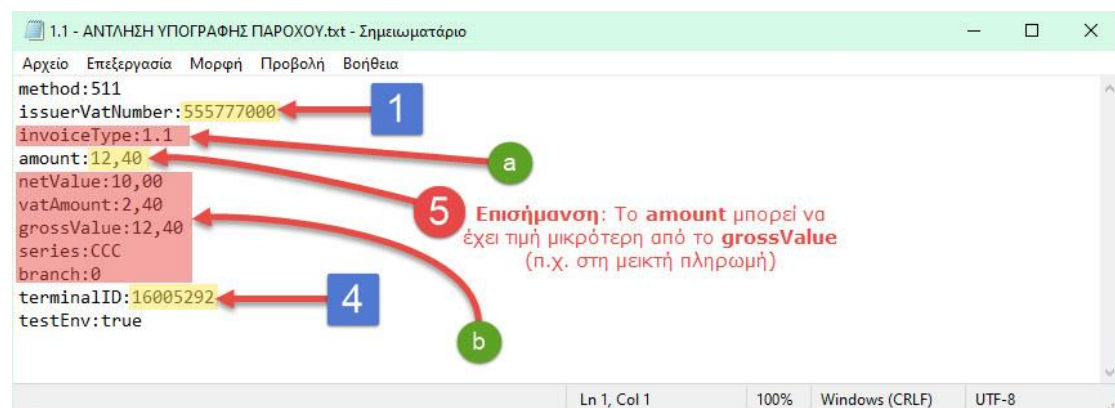 1.1 - ΑΝΤΛΗΣΗ ΥΠΟΓΡΑΦΗΣ ΠΑΡΟΧΟΥ.txt - Σημειωματάριο
Αρχείο Επεξεργασία Μορφή Προβολή Βοήθεια
method:511
issuerVatNumber:555777000
1
invoiceType:1.1
a
amount:12,40
netValue:10,00
vatAmount:2,40
grossValue:12,40
series:CCC
branch:0
5
Επισήμανση: Το amount μπορεί να
έχει τιμή μικρότερη από το grossValue
(π.χ. στη μεικτή πληρωμή)
terminalID:16005292
4
testEnv:true
b
Ln 1, Col 1 100% Windows (CRLF) UTF-8